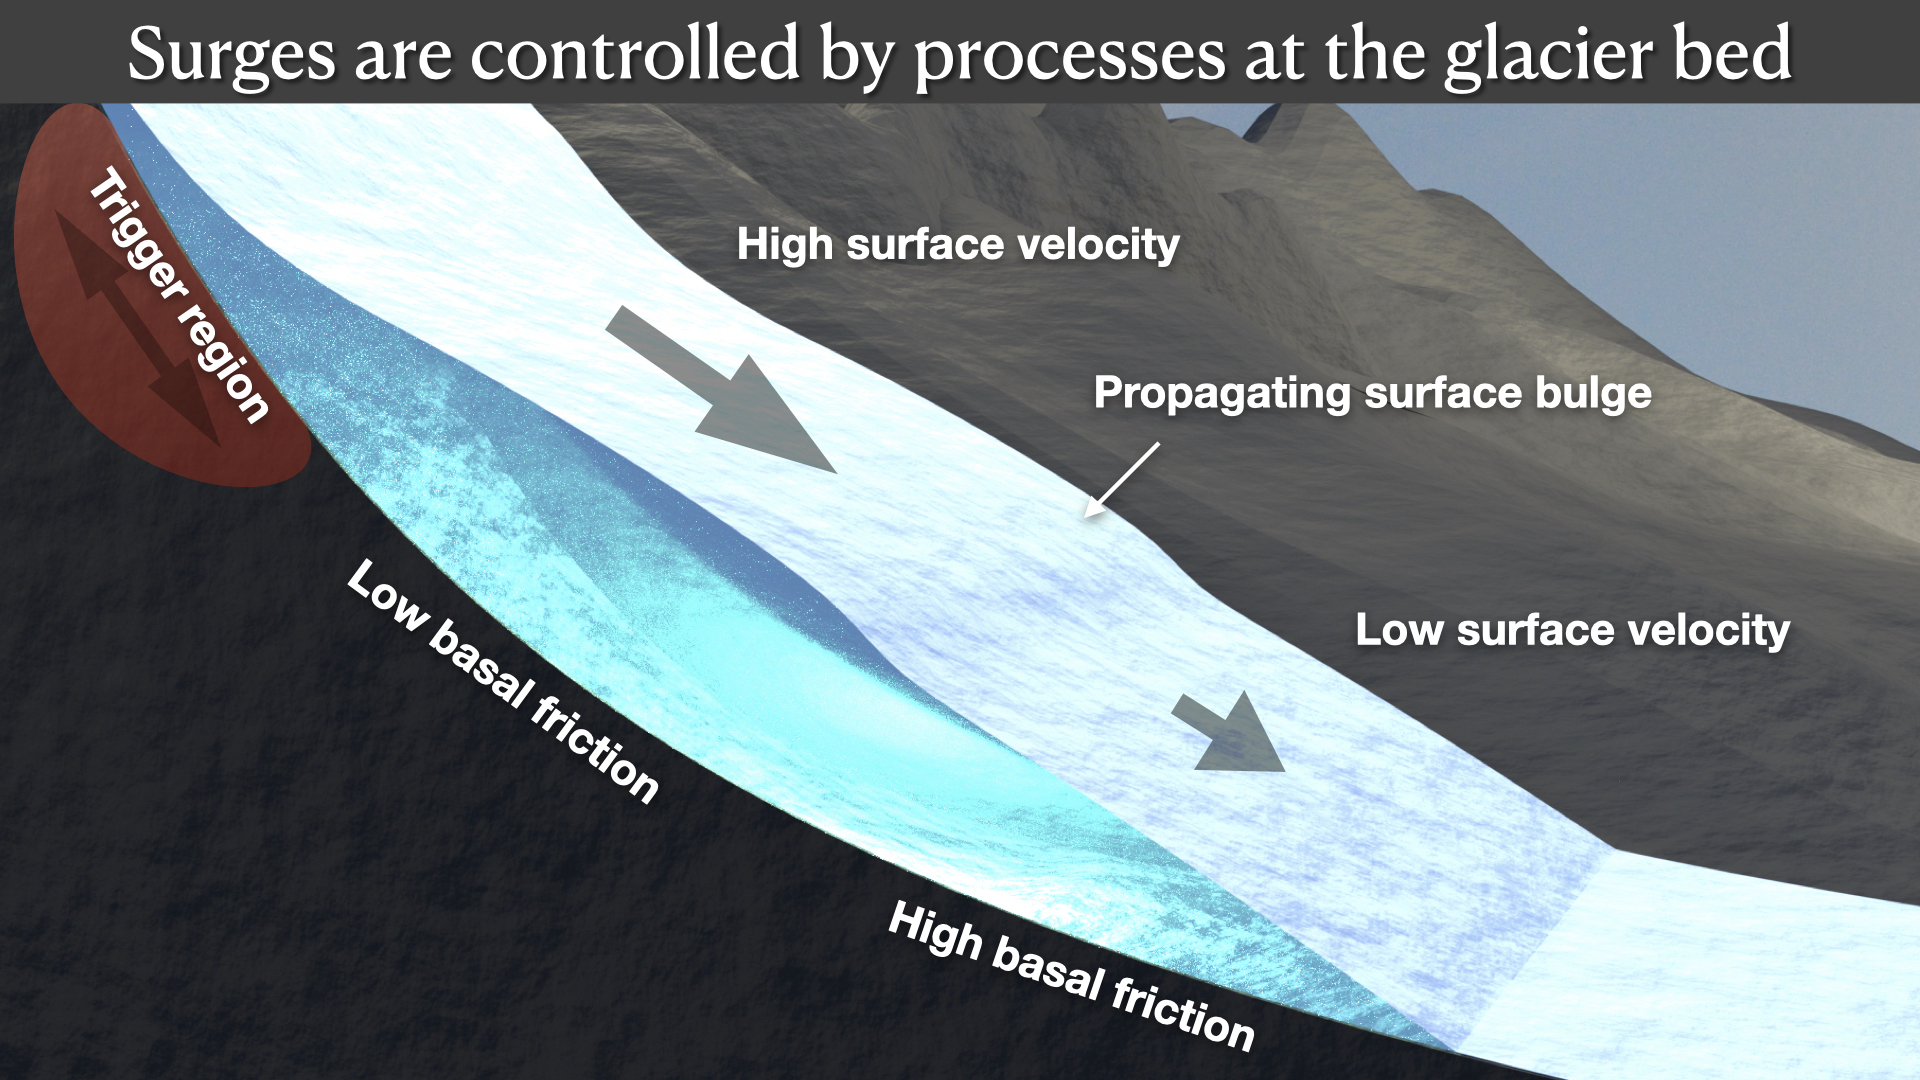 Surges are controlled by processes at the glacier bed
Trigger region
High surface velocity
Propagating surface bulge
Low surface velocity
Low basal friction
High basal friction